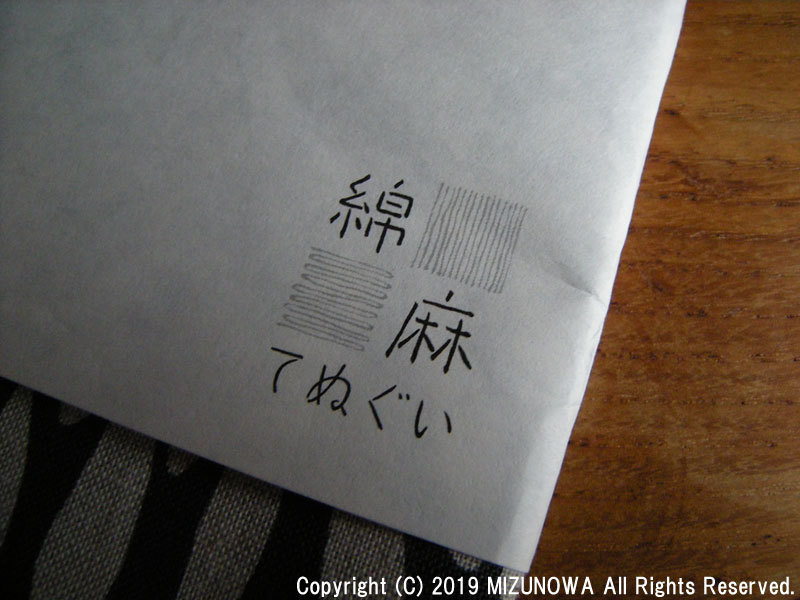 綿
麻
てぬぐい
Copyright (C) 2019 MIZUNOWA All Rights Reserved.